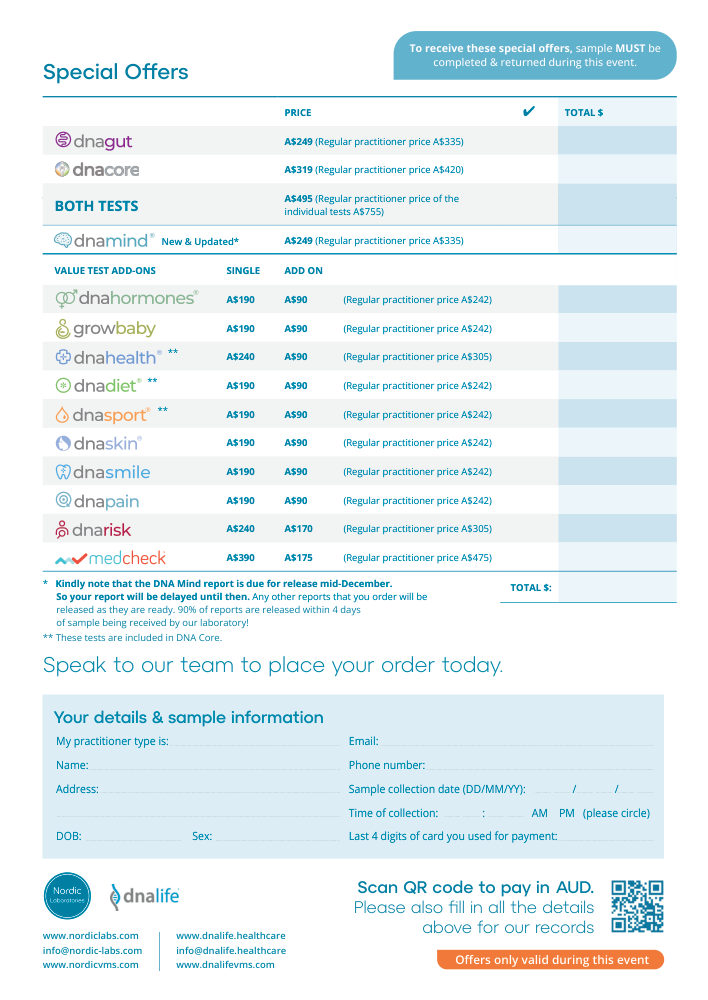 To receive these special offers, sample MUST be
completed & returned during this event.
Special Offers
PRICE ✔ TOTAL $
dnagut A$249 (Regular practitioner price A$335)
dnacore A$319 (Regular practitioner price A$420)
BOTH TESTS A$495 (Regular practitioner price of the
individual tests A$755)
dnamind® New & Updated* A$249 (Regular practitioner price A$335)
VALUE TEST ADD-ONS SINGLE ADD ON
dnahormones® A$190 A$90 (Regular practitioner price A$242)
growbaby A$190 A$90 (Regular practitioner price A$242)
dnahealth® ** A$240 A$90 (Regular practitioner price A$305)
dnadiet® ** A$190 A$90 (Regular practitioner price A$242)
dnasport® ** A$190 A$90 (Regular practitioner price A$242)
dnaskin® A$190 A$90 (Regular practitioner price A$242)
dnasmile A$190 A$90 (Regular practitioner price A$242)
dnapain A$190 A$90 (Regular practitioner price A$242)
dnarisk A$240 A$170 (Regular practitioner price A$305)
medcheck A$390 A$175 (Regular practitioner price A$475)
TOTAL $:
* Kindly note that the DNA Mind report is due for release mid-December.
So your report will be delayed until then. Any other reports that you order will be
released as they are ready. 90% of reports are released within 4 days
of sample being received by our laboratory!
** These tests are included in DNA Core.
Speak to our team to place your order today.
Your details & sample information
My practitioner type is: Email:
Name: Phone number:
Address: Sample collection date (DD/MM/YY): / /
Time of collection: : AM PM (please circle)
DOB: Sex: Last 4 digits of card you used for payment:
Nordic
Laboratories
dnalife®
Scan QR code to pay in AUD.
Please also fill in all the details
above for our records
www.nordiclabs.com www.dnalife.healthcare
info@nordic-labs.com info@dnalife.healthcare
www.nordicvms.com www.dnalifevms.com
Offers only valid during this event